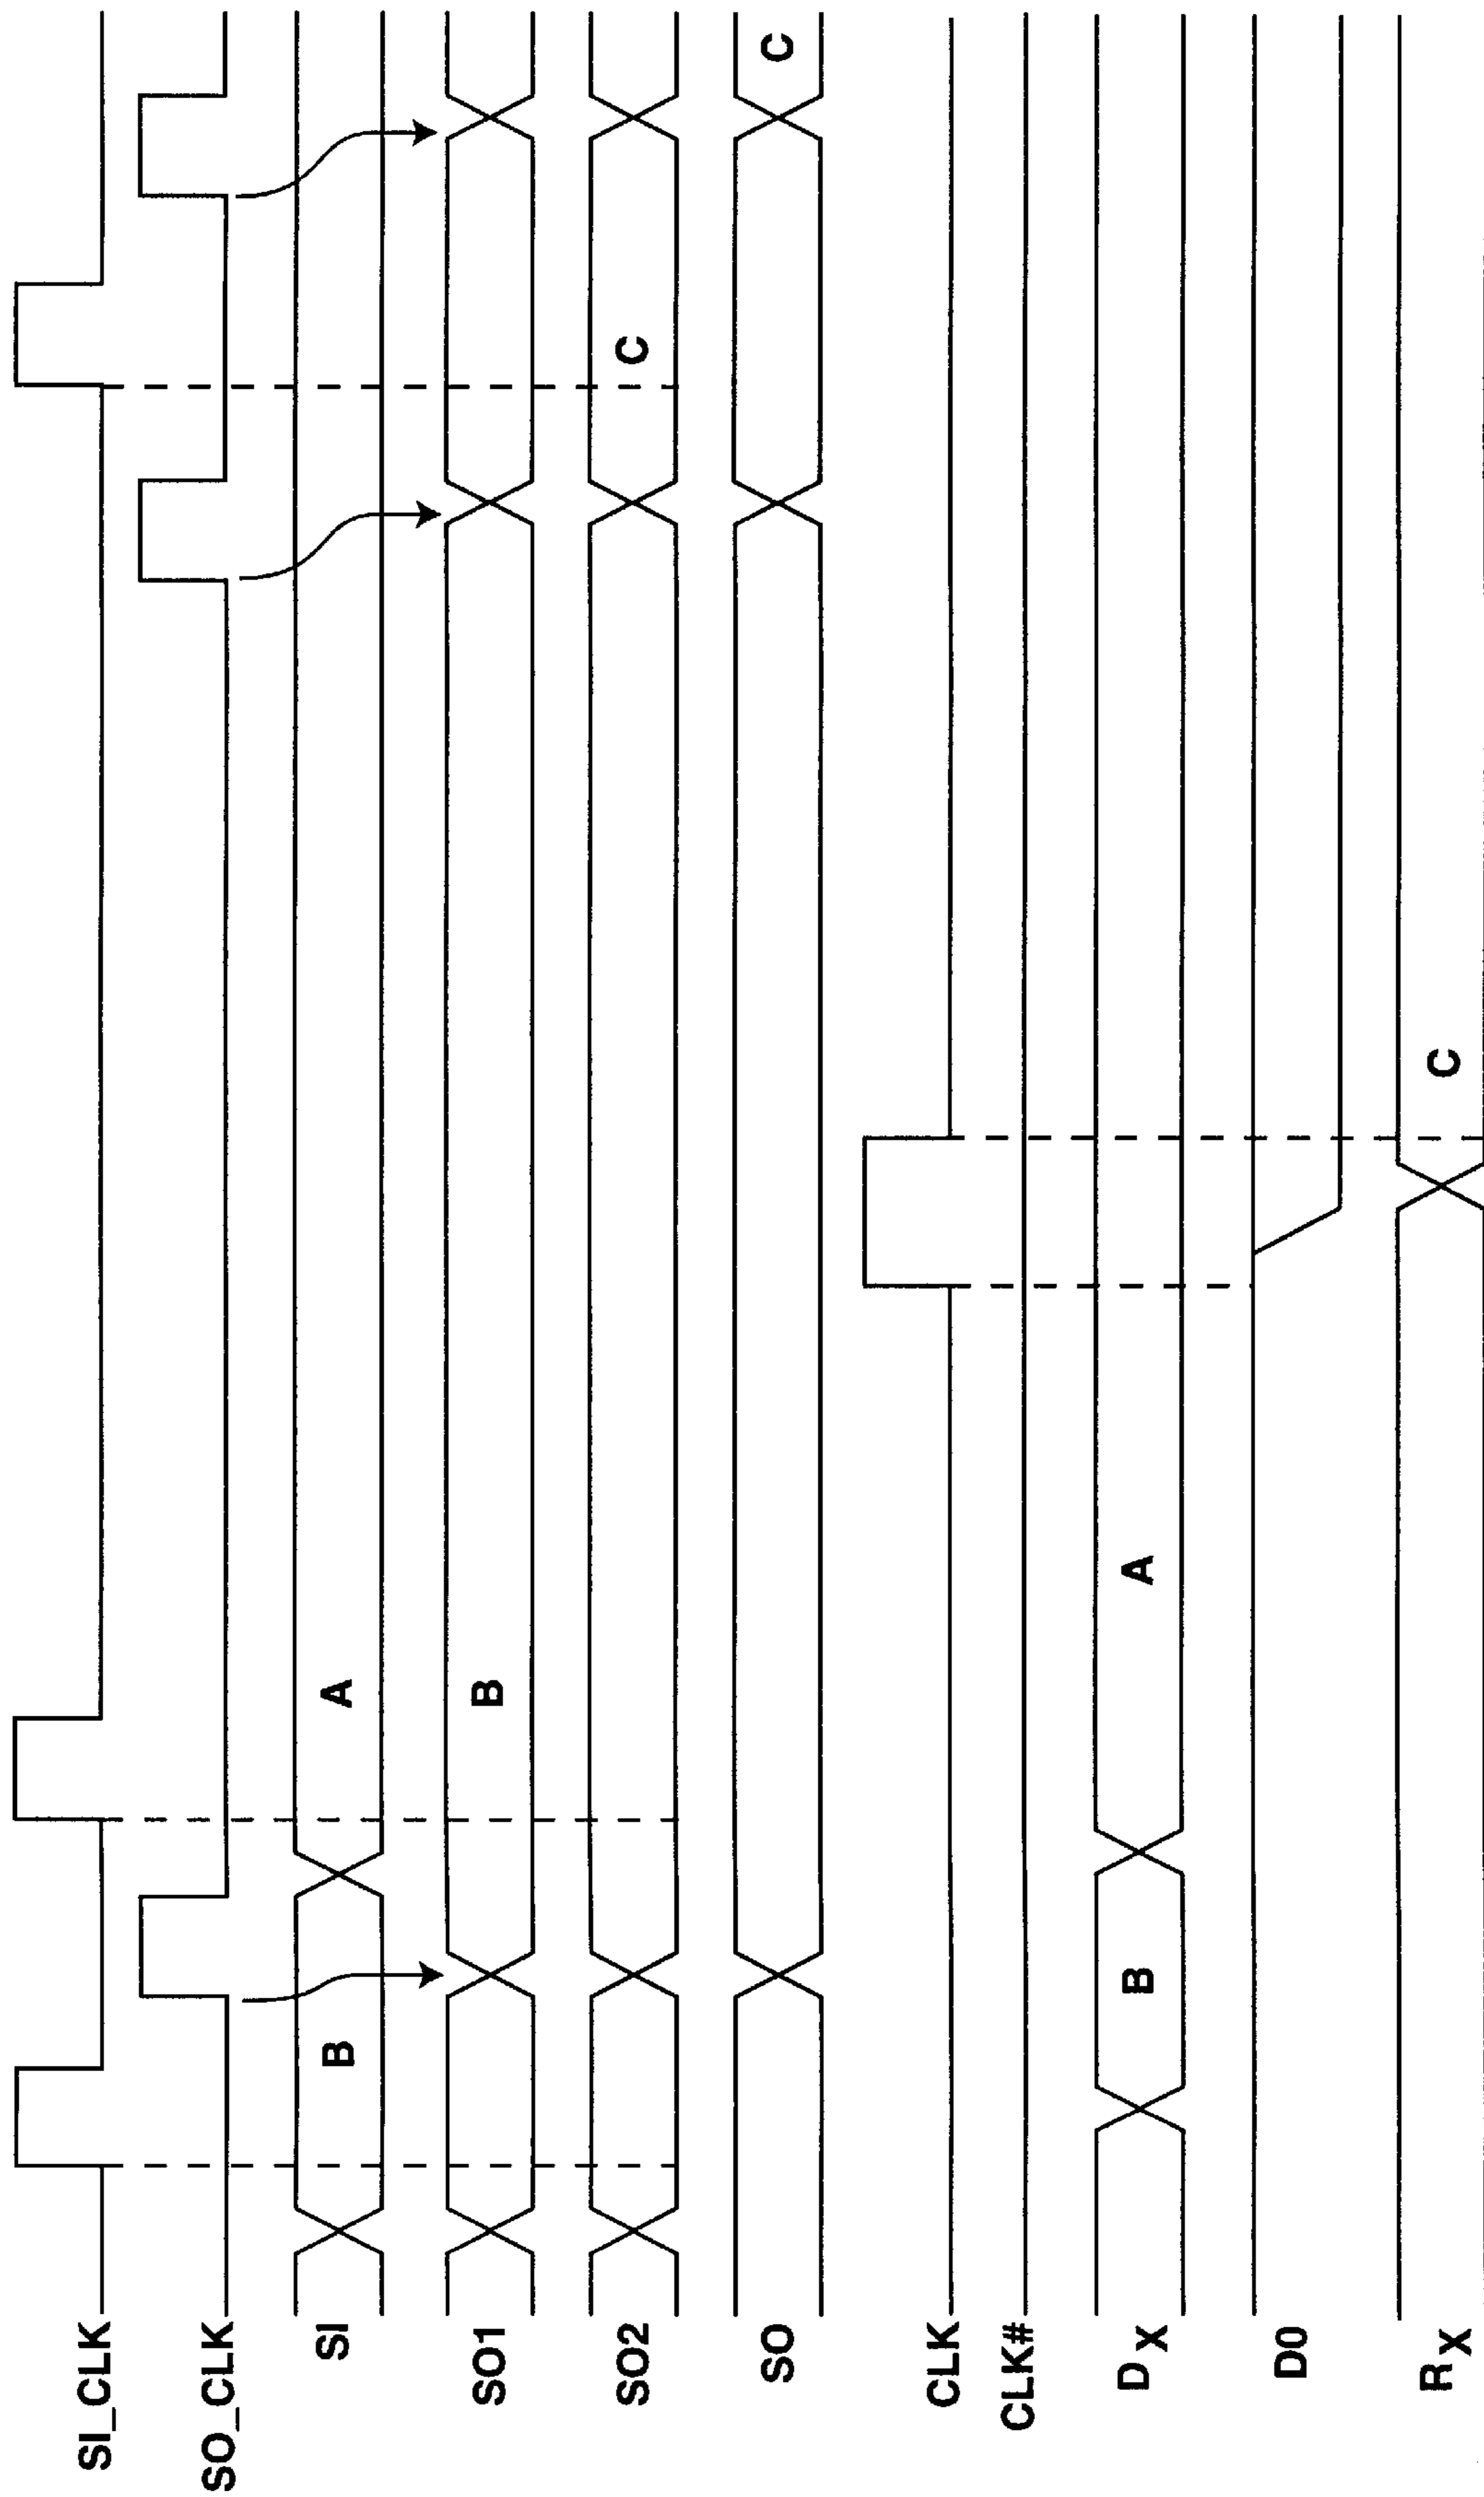 SI_CLK
SO_CLK
SI B A
SO1 B
SO2 C
SO C
CLK
CLK#
DX B A
D0
RX C